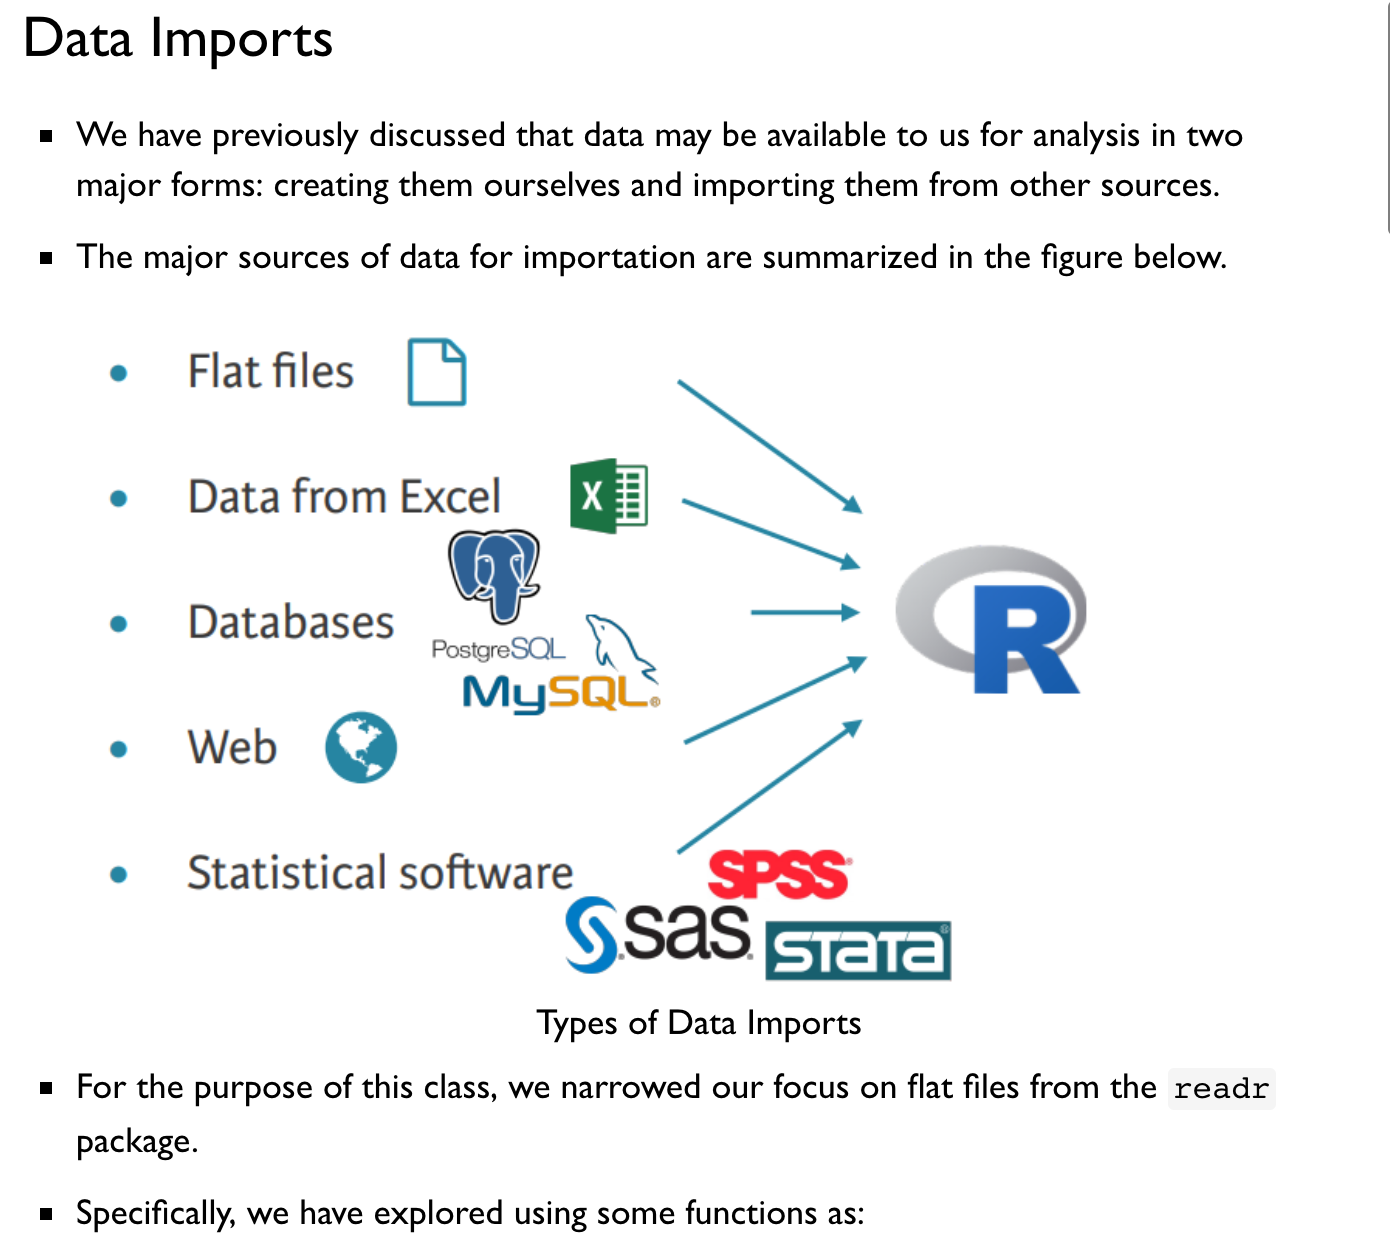 Data Imports
▪ We have previously discussed that data may be available to us for analysis in two
major forms: creating them ourselves and importing them from other sources.
▪ The major sources of data for importation are summarized in the figure below.
• Flat files
• Data from Excel
X
• Databases
PostgreSQL
MySQL®
R
• Web
• Statistical software
SPSS®
sas.
STATA®
Types of Data Imports
▪ For the purpose of this class, we narrowed our focus on flat files from the readr
package.
▪ Specifically, we have explored using some functions as: